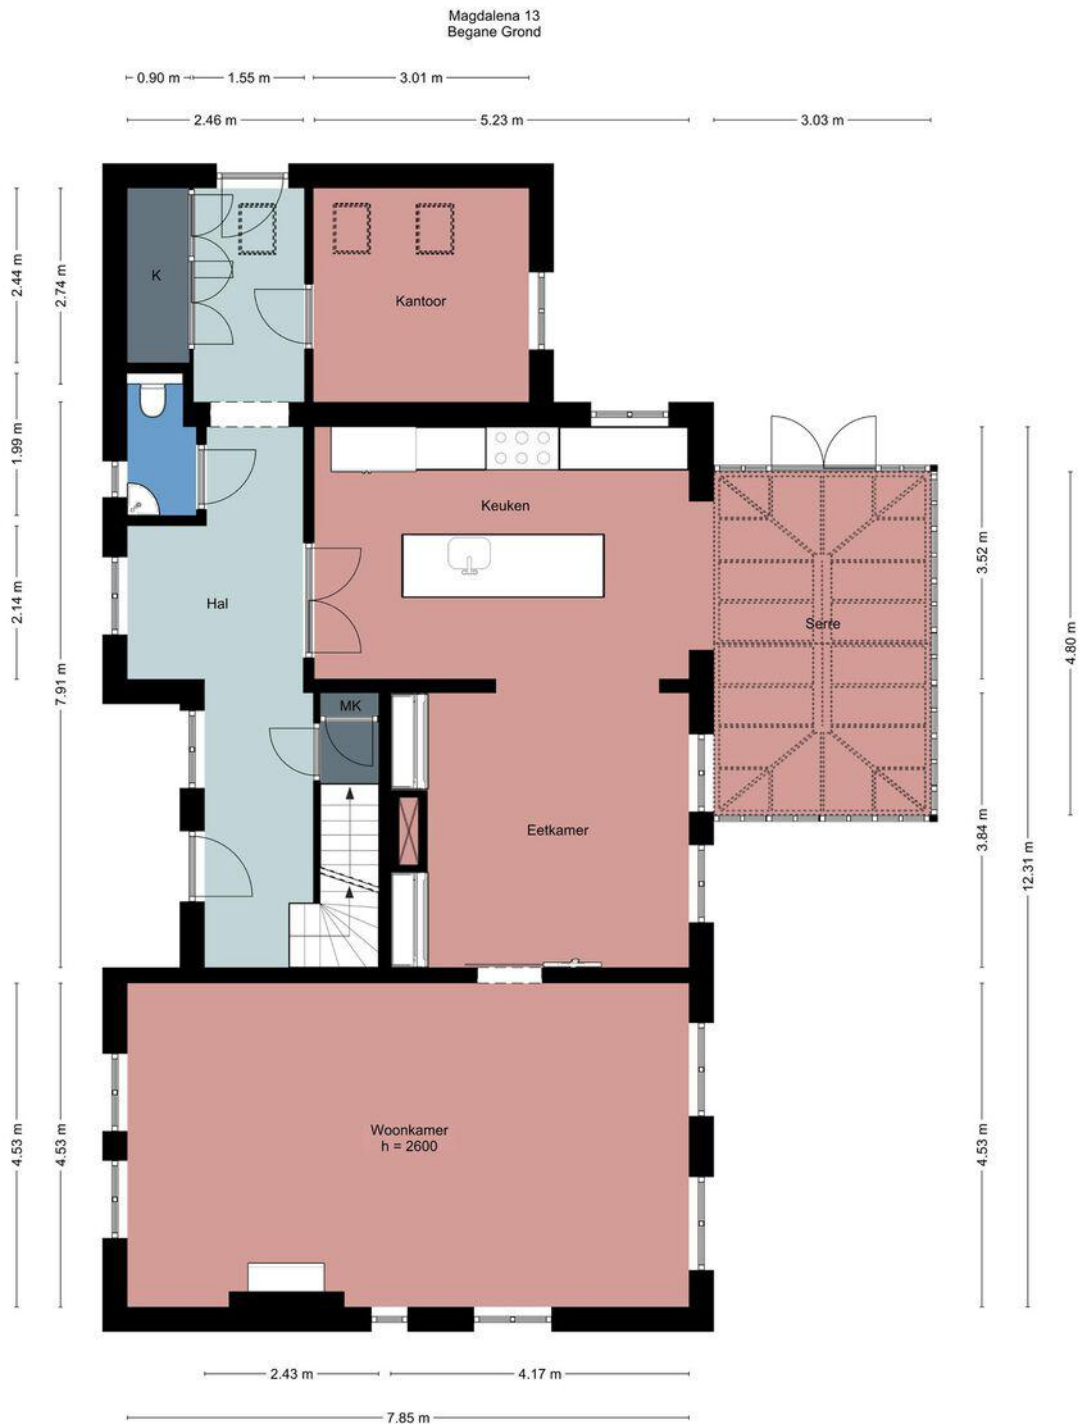 Magdalena 13
Begane Grond
0.90 m
1.55 m
3.01 m
2.46 m
5.23 m
3.03 m
2.44 m
2.74 m
K
Kantoor
1.99 m
Keuken
3.52 m
2.14 m
Hal
Serre
4.80 m
7.91 m
MK
Eetkamer
3.84 m
12.31 m
4.53 m
4.53 m
Woonkamer
h = 2600
4.53 m
2.43 m
4.17 m
7.85 m